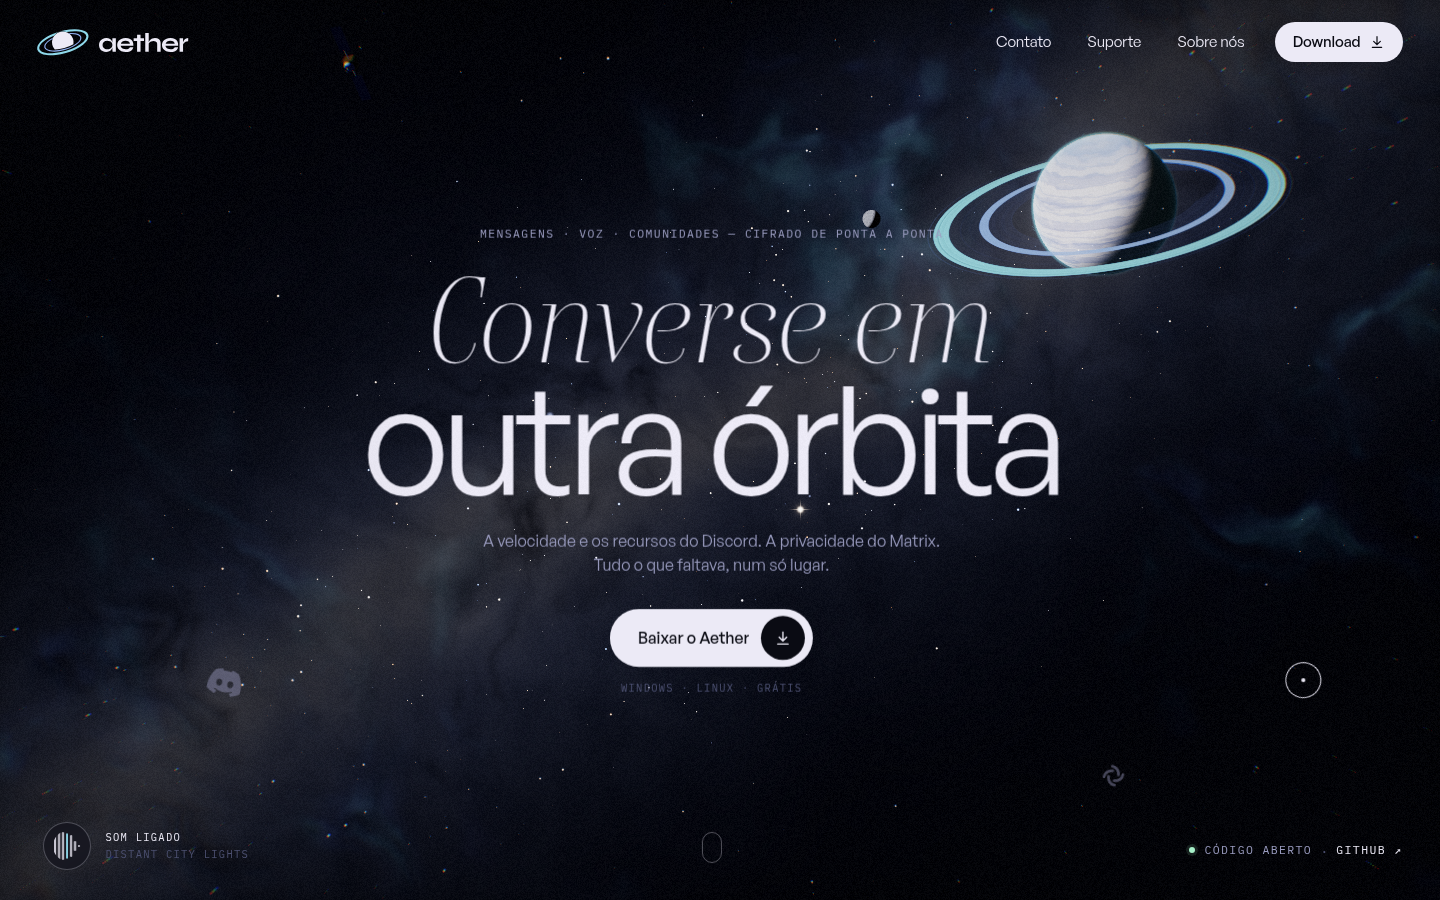 aether
Contato
Suporte
Sobre nós
Download
MENSAGENS · VOZ · COMUNIDADES — CIFRADO DE PONTA A PONTA
Converse em
outra órbita
A velocidade e os recursos do Discord. A privacidade do Matrix.
Tudo o que faltava, num só lugar.
Baixar o Aether
WINDOWS · LINUX · GRÁTIS
SOM LIGADO
DISTANT CITY LIGHTS
CÓDIGO ABERTO · GITHUB ↗